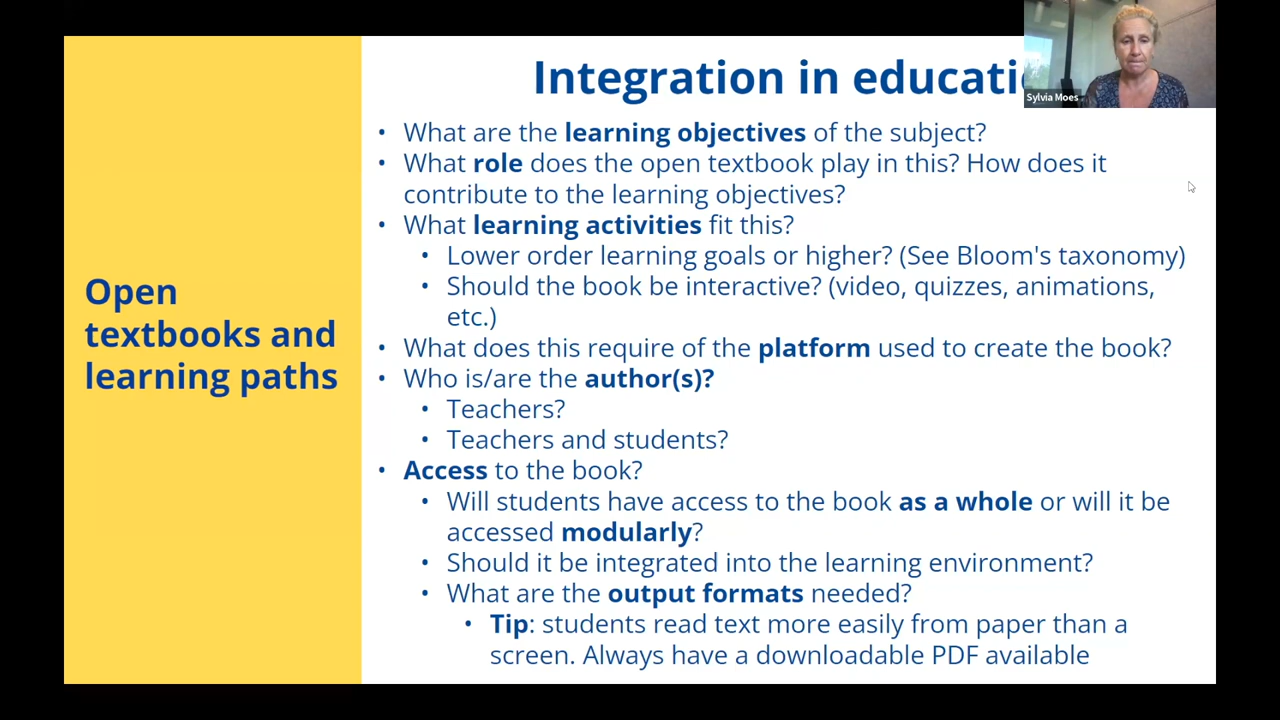 Integration in educati
Sylvia Moes
Open
textbooks and
learning paths
• What are the learning objectives of the subject?
• What role does the open textbook play in this? How does it
contribute to the learning objectives?
• What learning activities fit this?
• Lower order learning goals or higher? (See Bloom's taxonomy)
• Should the book be interactive? (video, quizzes, animations,
etc.)
• What does this require of the platform used to create the book?
• Who is/are the author(s)?
• Teachers?
• Teachers and students?
• Access to the book?
• Will students have access to the book as a whole or will it be
accessed modularly?
• Should it be integrated into the learning environment?
• What are the output formats needed?
• Tip: students read text more easily from paper than a
screen. Always have a downloadable PDF available